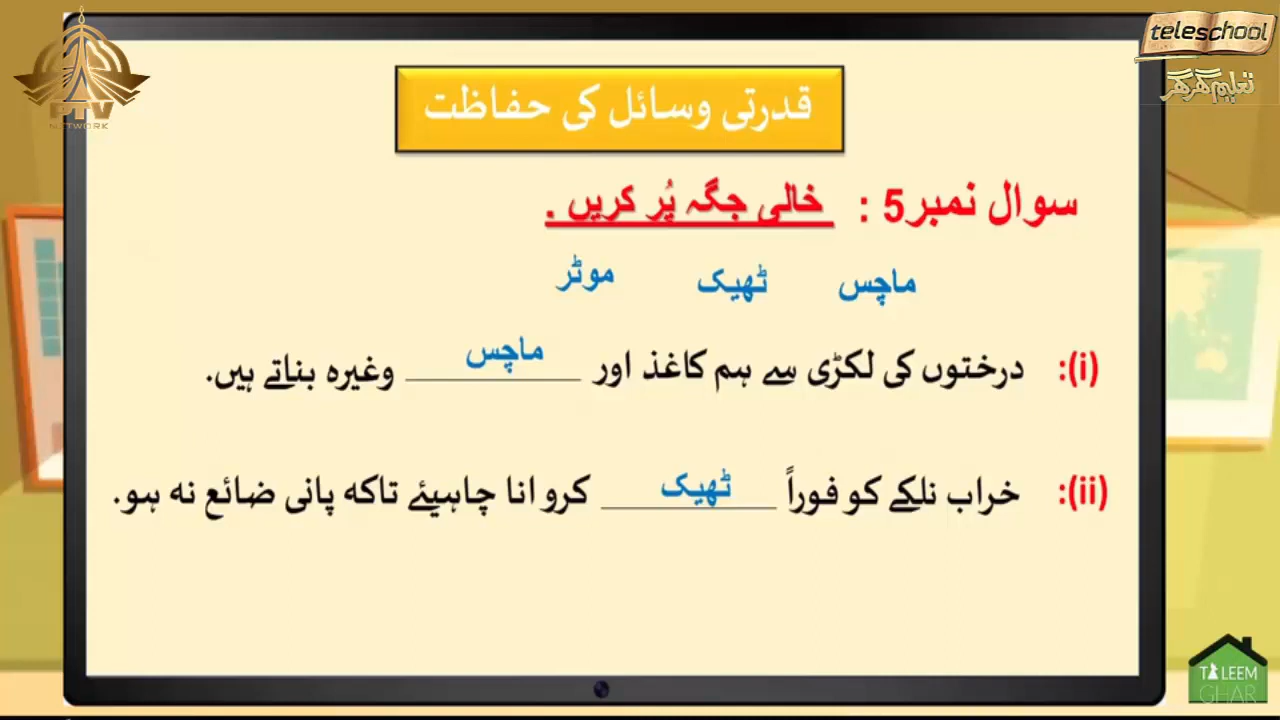 PTV
NETWORK
teleschool
تعلیم گھر گھر
قدرتی وسائل کی حفاظت
سوال نمبر5 : خالی جگہ پُر کریں .
ماچس ٹھیک موٹر
(i): درختوں کی لکڑی سے ہم کاغذ اور ماچس وغیرہ بناتے ہیں.
(ii): خراب نلکے کو فوراً ٹھیک کروانا چاہیئے تاکہ پانی ضائع نہ ہو.
TALEEM
GHAR